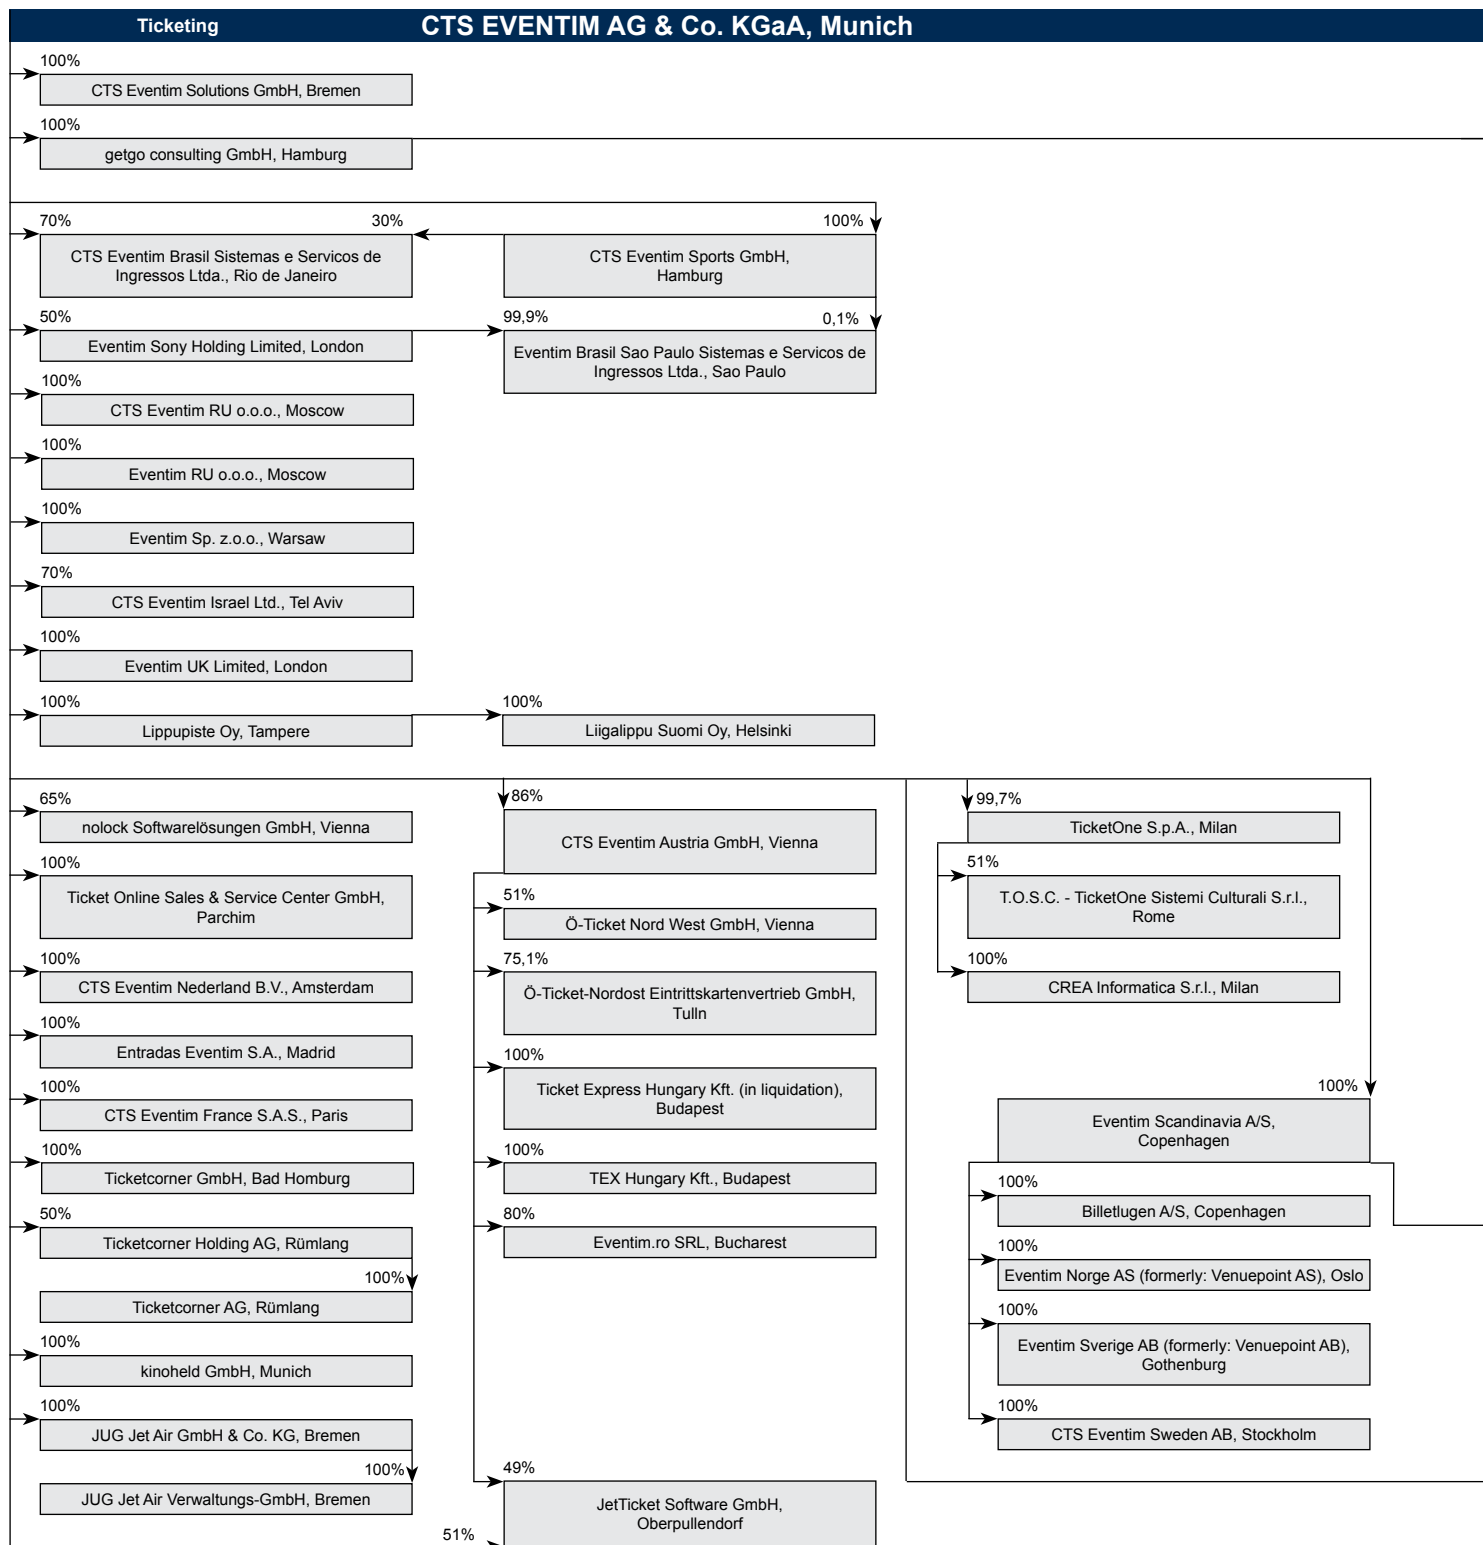 Ticketing
CTS EVENTIM AG & Co. KGaA, Munich
100%
CTS Eventim Solutions GmbH, Bremen
100%
getgo consulting GmbH, Hamburg
70%
30%
100%
CTS Eventim Brasil Sistemas e Servicos de
Ingressos Ltda., Rio de Janeiro
CTS Eventim Sports GmbH,
Hamburg
50%
99,9%
0,1%
Eventim Sony Holding Limited, London
Eventim Brasil Sao Paulo Sistemas e Servicos de
Ingressos Ltda., Sao Paulo
100%
CTS Eventim RU o.o.o., Moscow
100%
Eventim RU o.o.o., Moscow
100%
Eventim Sp. z.o.o., Warsaw
70%
CTS Eventim Israel Ltd., Tel Aviv
100%
Eventim UK Limited, London
100%
Lippupiste Oy, Tampere
100%
Liigalippu Suomi Oy, Helsinki
65%
nolock Softwarelösungen GmbH, Vienna
100%
Ticket Online Sales & Service Center GmbH,
Parchim
100%
CTS Eventim Nederland B.V., Amsterdam
100%
Entradas Eventim S.A., Madrid
100%
CTS Eventim France S.A.S., Paris
100%
Ticketcorner GmbH, Bad Homburg
50%
Ticketcorner Holding AG, Rümlang
100%
Ticketcorner AG, Rümlang
100%
kinoheld GmbH, Munich
100%
JUG Jet Air GmbH & Co. KG, Bremen
100%
JUG Jet Air Verwaltungs-GmbH, Bremen
86%
CTS Eventim Austria GmbH, Vienna
51%
Ö-Ticket Nord West GmbH, Vienna
75,1%
Ö-Ticket-Nordost Eintrittskartenvertrieb GmbH,
Tulln
100%
Ticket Express Hungary Kft. (in liquidation),
Budapest
100%
TEX Hungary Kft., Budapest
80%
Eventim.ro SRL, Bucharest
49%
JetTicket Software GmbH,
Oberpullendorf
51%
99,7%
TicketOne S.p.A., Milan
51%
T.O.S.C. - TicketOne Sistemi Culturali S.r.l.,
Rome
100%
CREA Informatica S.r.l., Milan
100%
Eventim Scandinavia A/S,
Copenhagen
100%
Billetlugen A/S, Copenhagen
100%
Eventim Norge AS (formerly: Venuepoint AS), Oslo
100%
Eventim Sverige AB (formerly: Venuepoint AB),
Gothenburg
100%
CTS Eventim Sweden AB, Stockholm